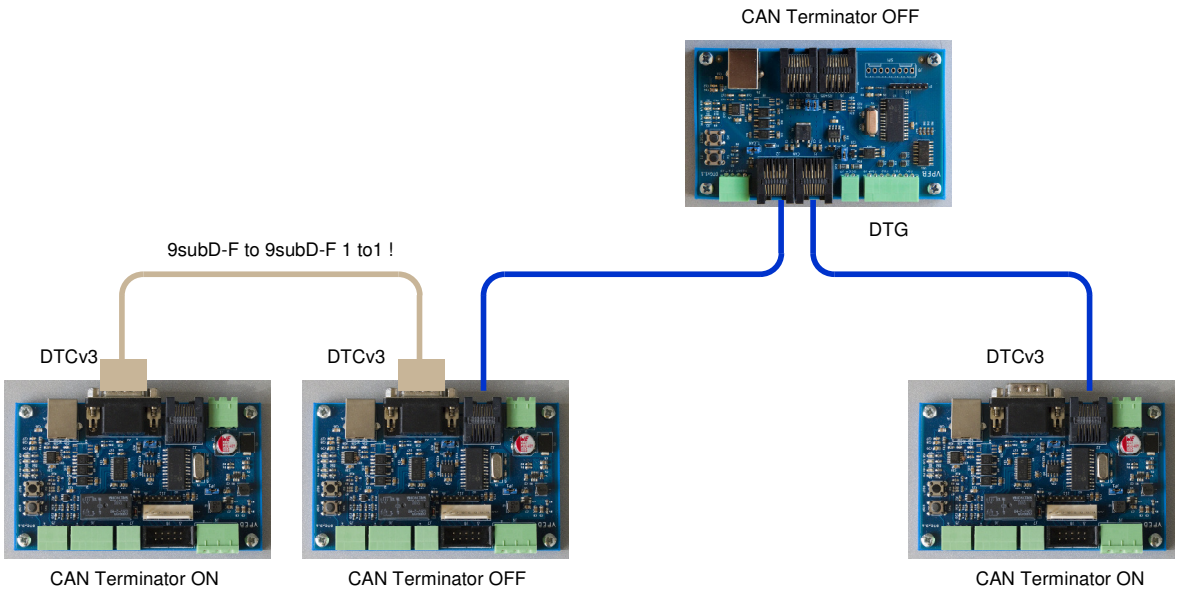 CAN Terminator OFF
DTG
9subD-F to 9subD-F 1 to1 !
DTCv3
DTCv3
DTCv3
CAN Terminator ON
CAN Terminator OFF
CAN Terminator ON